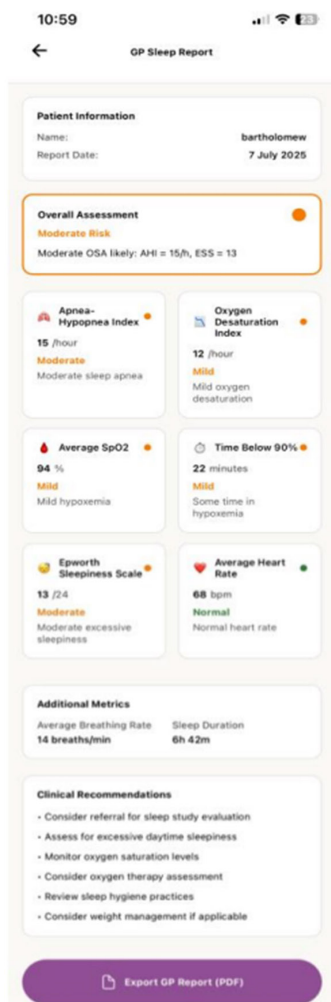 10:59
23
GP Sleep Report
Patient Information
Name: bartholomew
Report Date: 7 July 2025
Overall Assessment
Moderate Risk
Moderate OSA likely: AHI = 15/h, ESS = 13
Apnea-
Hypopnea Index
15 /hour
Moderate
Moderate sleep apnea
Oxygen
Desaturation
Index
12 /hour
Mild
Mild oxygen
desaturation
Average SpO2
94 %
Mild
Mild hypoxemia
Time Below 90%
22 minutes
Mild
Some time in
hypoxemia
Epworth
Sleepiness Scale
13 /24
Moderate
Moderate excessive
sleepiness
Average Heart
Rate
68 bpm
Normal
Normal heart rate
Additional Metrics
Average Breathing Rate
14 breaths/min
Sleep Duration
6h 42m
Clinical Recommendations
- Consider referral for sleep study evaluation
- Assess for excessive daytime sleepiness
- Monitor oxygen saturation levels
- Consider oxygen therapy assessment
- Review sleep hygiene practices
- Consider weight management if applicable
Export GP Report (PDF)